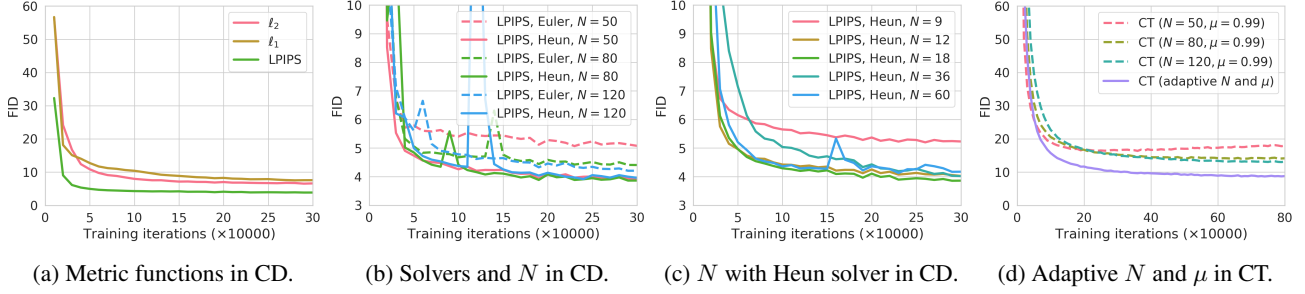 FID
60
50
40
30
20
10
0
0 5 10 15 20 25 30
Training iterations (×10000)
ℓ₂
ℓ₁
LPIPS
(a) Metric functions in CD.
FID
9
8
7
6
5
4
3
0 5 10 15 20 25 30
Training iterations (×10000)
LPIPS, Euler, N = 50
LPIPS, Heun, N = 50
LPIPS, Euler, N = 80
LPIPS, Heun, N = 80
LPIPS, Euler, N = 120
LPIPS, Heun, N = 120
(b) Solvers and N in CD.
FID
10
9
8
7
6
5
4
3
0 5 10 15 20 25 30
Training iterations (×10000)
LPIPS, Heun, N = 9
LPIPS, Heun, N = 12
LPIPS, Heun, N = 18
LPIPS, Heun, N = 36
LPIPS, Heun, N = 60
(c) N with Heun solver in CD.
FID
60
50
40
30
20
10
0
0 20 40 60 80
Training iterations (×10000)
CT (N = 50, μ = 0.99)
CT (N = 80, μ = 0.99)
CT (N = 120, μ = 0.99)
CT (adaptive N and μ)
(d) Adaptive N and μ in CT.